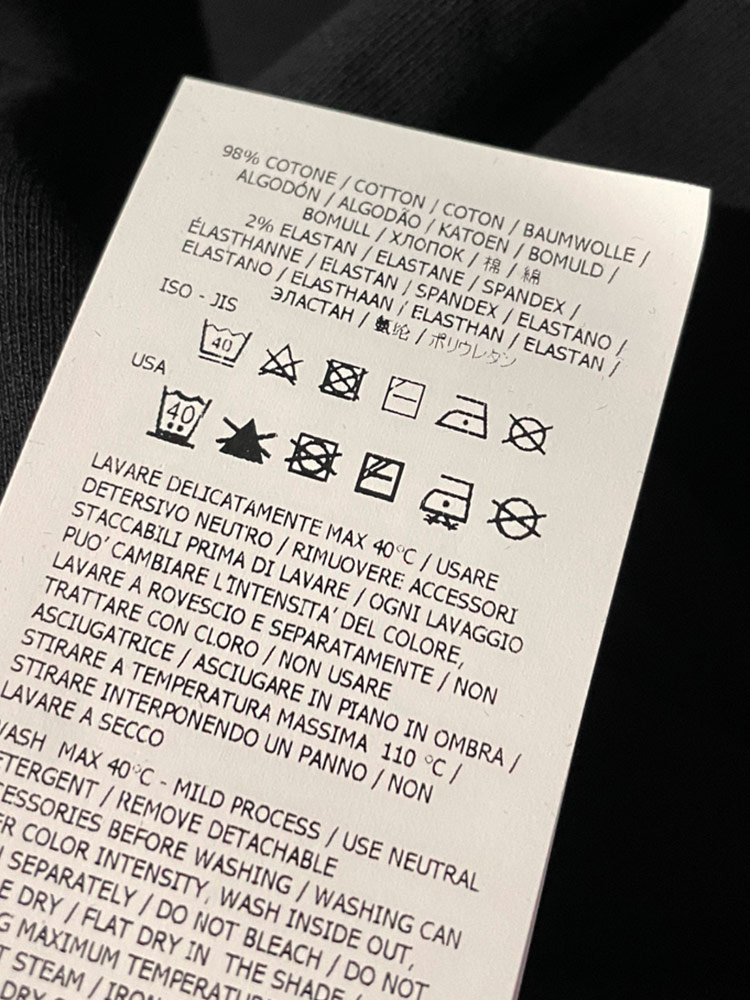 98% COTONE / COTTON / COTON / BAUMWOLLE /
ALGODÓN / ALGODÃO / KATOEN / BOMULD /
BOMULL / ХЛОПОК / 棉 / 綿
2% ELASTAN / ELASTANE / SPANDEX /
ÉLASTHANNE / ELASTAN / SPANDEX / ELASTANO /
ELASTANO / ELASTHAAN / ELASTHAN / ELASTAN /
ЭЛАСТАН / 氨纶 / ポリウレタン
ISO - JIS
40
USA
40
LAVARE DELICATAMENTE MAX 40°C / USARE
DETERSIVO NEUTRO / RIMUOVERE ACCESSORI
STACCABILI PRIMA DI LAVARE / OGNI LAVAGGIO
PUO' CAMBIARE L'INTENSITA' DEL COLORE,
LAVARE A ROVESCIO E SEPARATAMENTE / NON
TRATTARE CON CLORO / NON USARE
ASCIUGATRICE / ASCIUGARE IN PIANO IN OMBRA /
STIRARE A TEMPERATURA MASSIMA 110 °C /
STIRARE INTERPONENDO UN PANNO / NON
LAVARE A SECCO
WASH MAX 40°C - MILD PROCESS / USE NEUTRAL
ETERGENT / REMOVE DETACHABLE
CESSORIES BEFORE WASHING / WASHING CAN
ER COLOR INTENSITY, WASH INSIDE OUT,
SEPARATELY / DO NOT BLEACH / DO NOT
E DRY / FLAT DRY IN THE SHADE /
G MAXIMUM TEMPERATUR
T STEAM / IRON
DRY